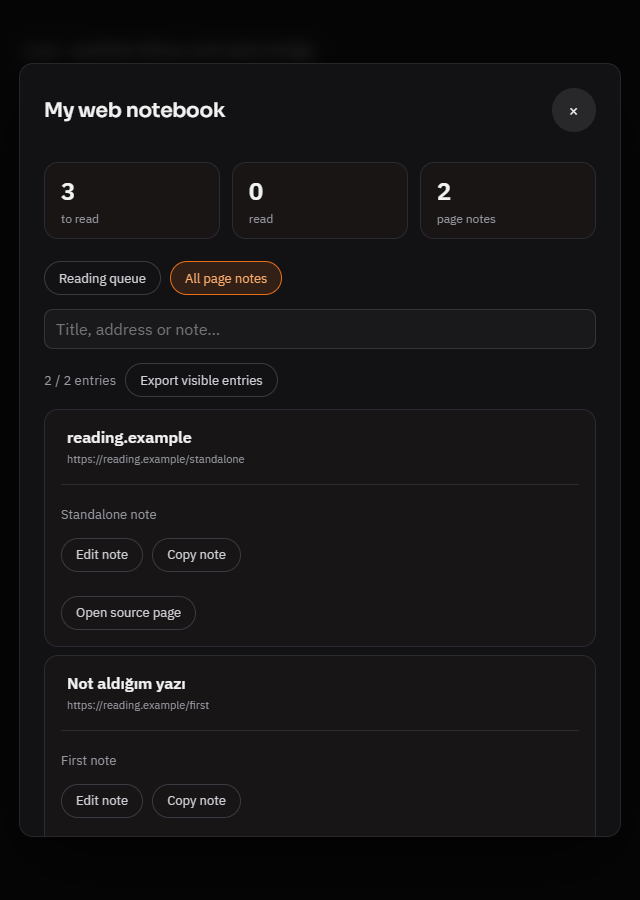 My web notebook
×
3
to read
0
read
2
page notes
Reading queue
All page notes
Title, address or note...
2 / 2 entries
Export visible entries
reading.example
https://reading.example/standalone
Standalone note
Edit note
Copy note
Open source page
Not aldığım yazı
https://reading.example/first
First note
Edit note
Copy note